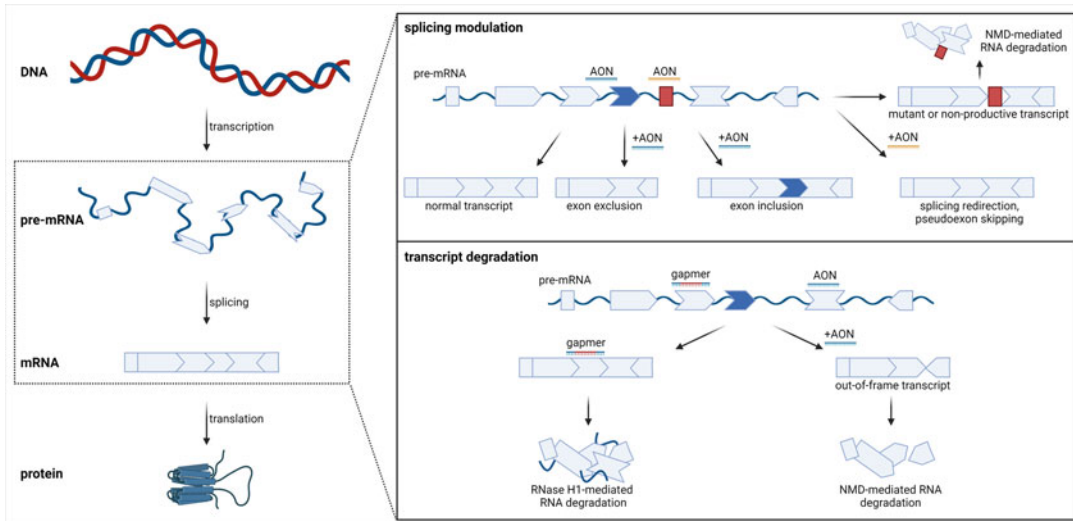 DNA
transcription
pre-mRNA
splicing
mRNA
translation
protein
splicing modulation
NMD-mediated
RNA degradation
pre-mRNA
AON
AON
mutant or non-productive transcript
+AON
+AON
+AON
normal transcript
exon exclusion
exon inclusion
splicing redirection,
pseudoexon skipping
transcript degradation
pre-mRNA
gapmer
AON
+AON
gapmer
out-of-frame transcript
RNase H1-mediated
RNA degradation
NMD-mediated RNA
degradation